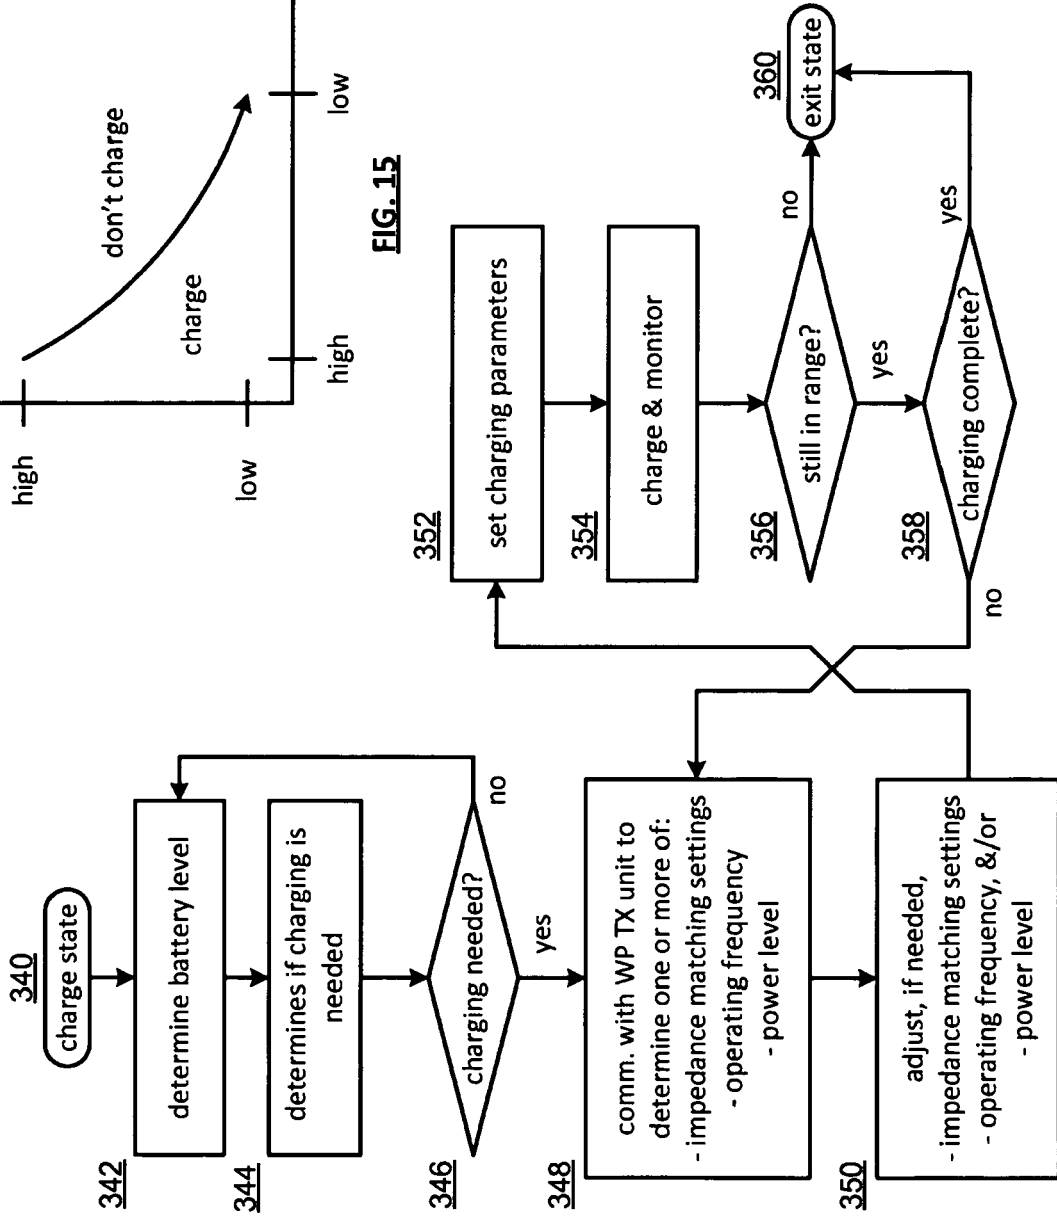 340
charge state
342
determine battery level
344
determines if charging is
needed
346
charging needed?
no
yes
348
comm. with WP TX unit to
determine one or more of:
- impedance matching settings
- operating frequency
- power level
350
adjust, if needed,
- impedance matching settings
- operating frequency, &/or
- power level
352
set charging parameters
354
charge & monitor
356
still in range?
no
yes
358
charging complete?
no
yes
360
exit state
high
low
don't charge
charge
high
low
FIG. 15